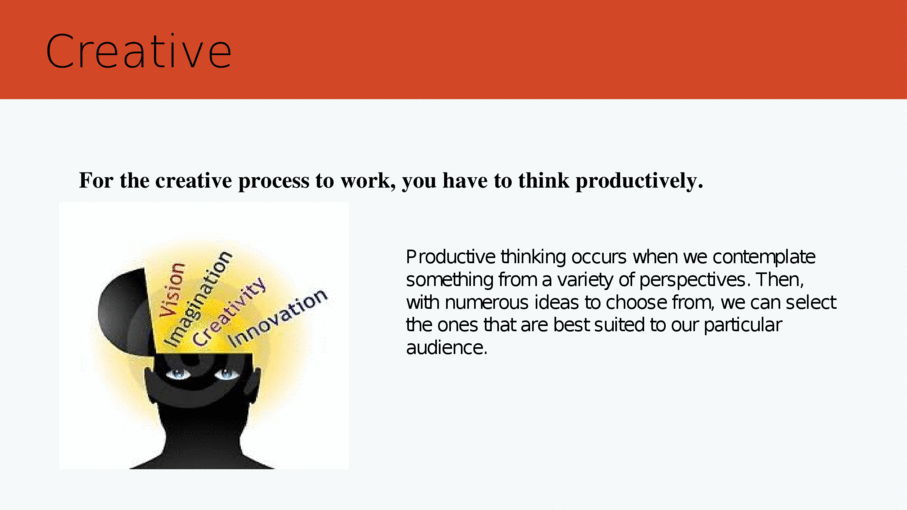 Creative
For the creative process to work, you have to think productively.
Vision
Imagination
Creativity
Innovation
Productive thinking occurs when we contemplate
something from a variety of perspectives. Then,
with numerous ideas to choose from, we can select
the ones that are best suited to our particular
audience.